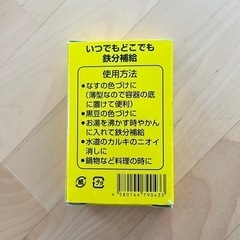 いつでもどこでも
鉄分補給
使用方法
●なすの色づけに
(薄型なので容器の底
に置けて便利)
●黒豆の色づけに
●お湯を沸かす時やかん
に入れて鉄分補給
●水道のカルキのニオイ
消しに
●鍋物など料理の時に
4 580144 790433